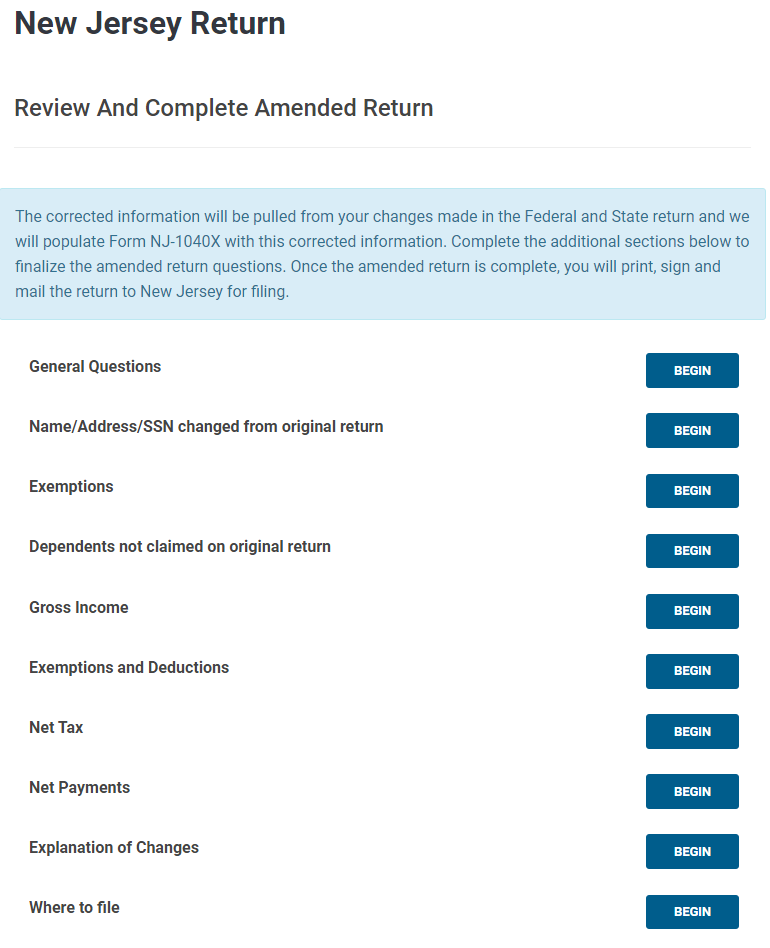 New Jersey Return
Review And Complete Amended Return
The corrected information will be pulled from your changes made in the Federal and State return and we
will populate Form NJ-1040X with this corrected information. Complete the additional sections below to
finalize the amended return questions. Once the amended return is complete, you will print, sign and
mail the return to New Jersey for filing.
General Questions
BEGIN
Name/Address/SSN changed from original return
BEGIN
Exemptions
BEGIN
Dependents not claimed on original return
BEGIN
Gross Income
BEGIN
Exemptions and Deductions
BEGIN
Net Tax
BEGIN
Net Payments
BEGIN
Explanation of Changes
BEGIN
Where to file
BEGIN